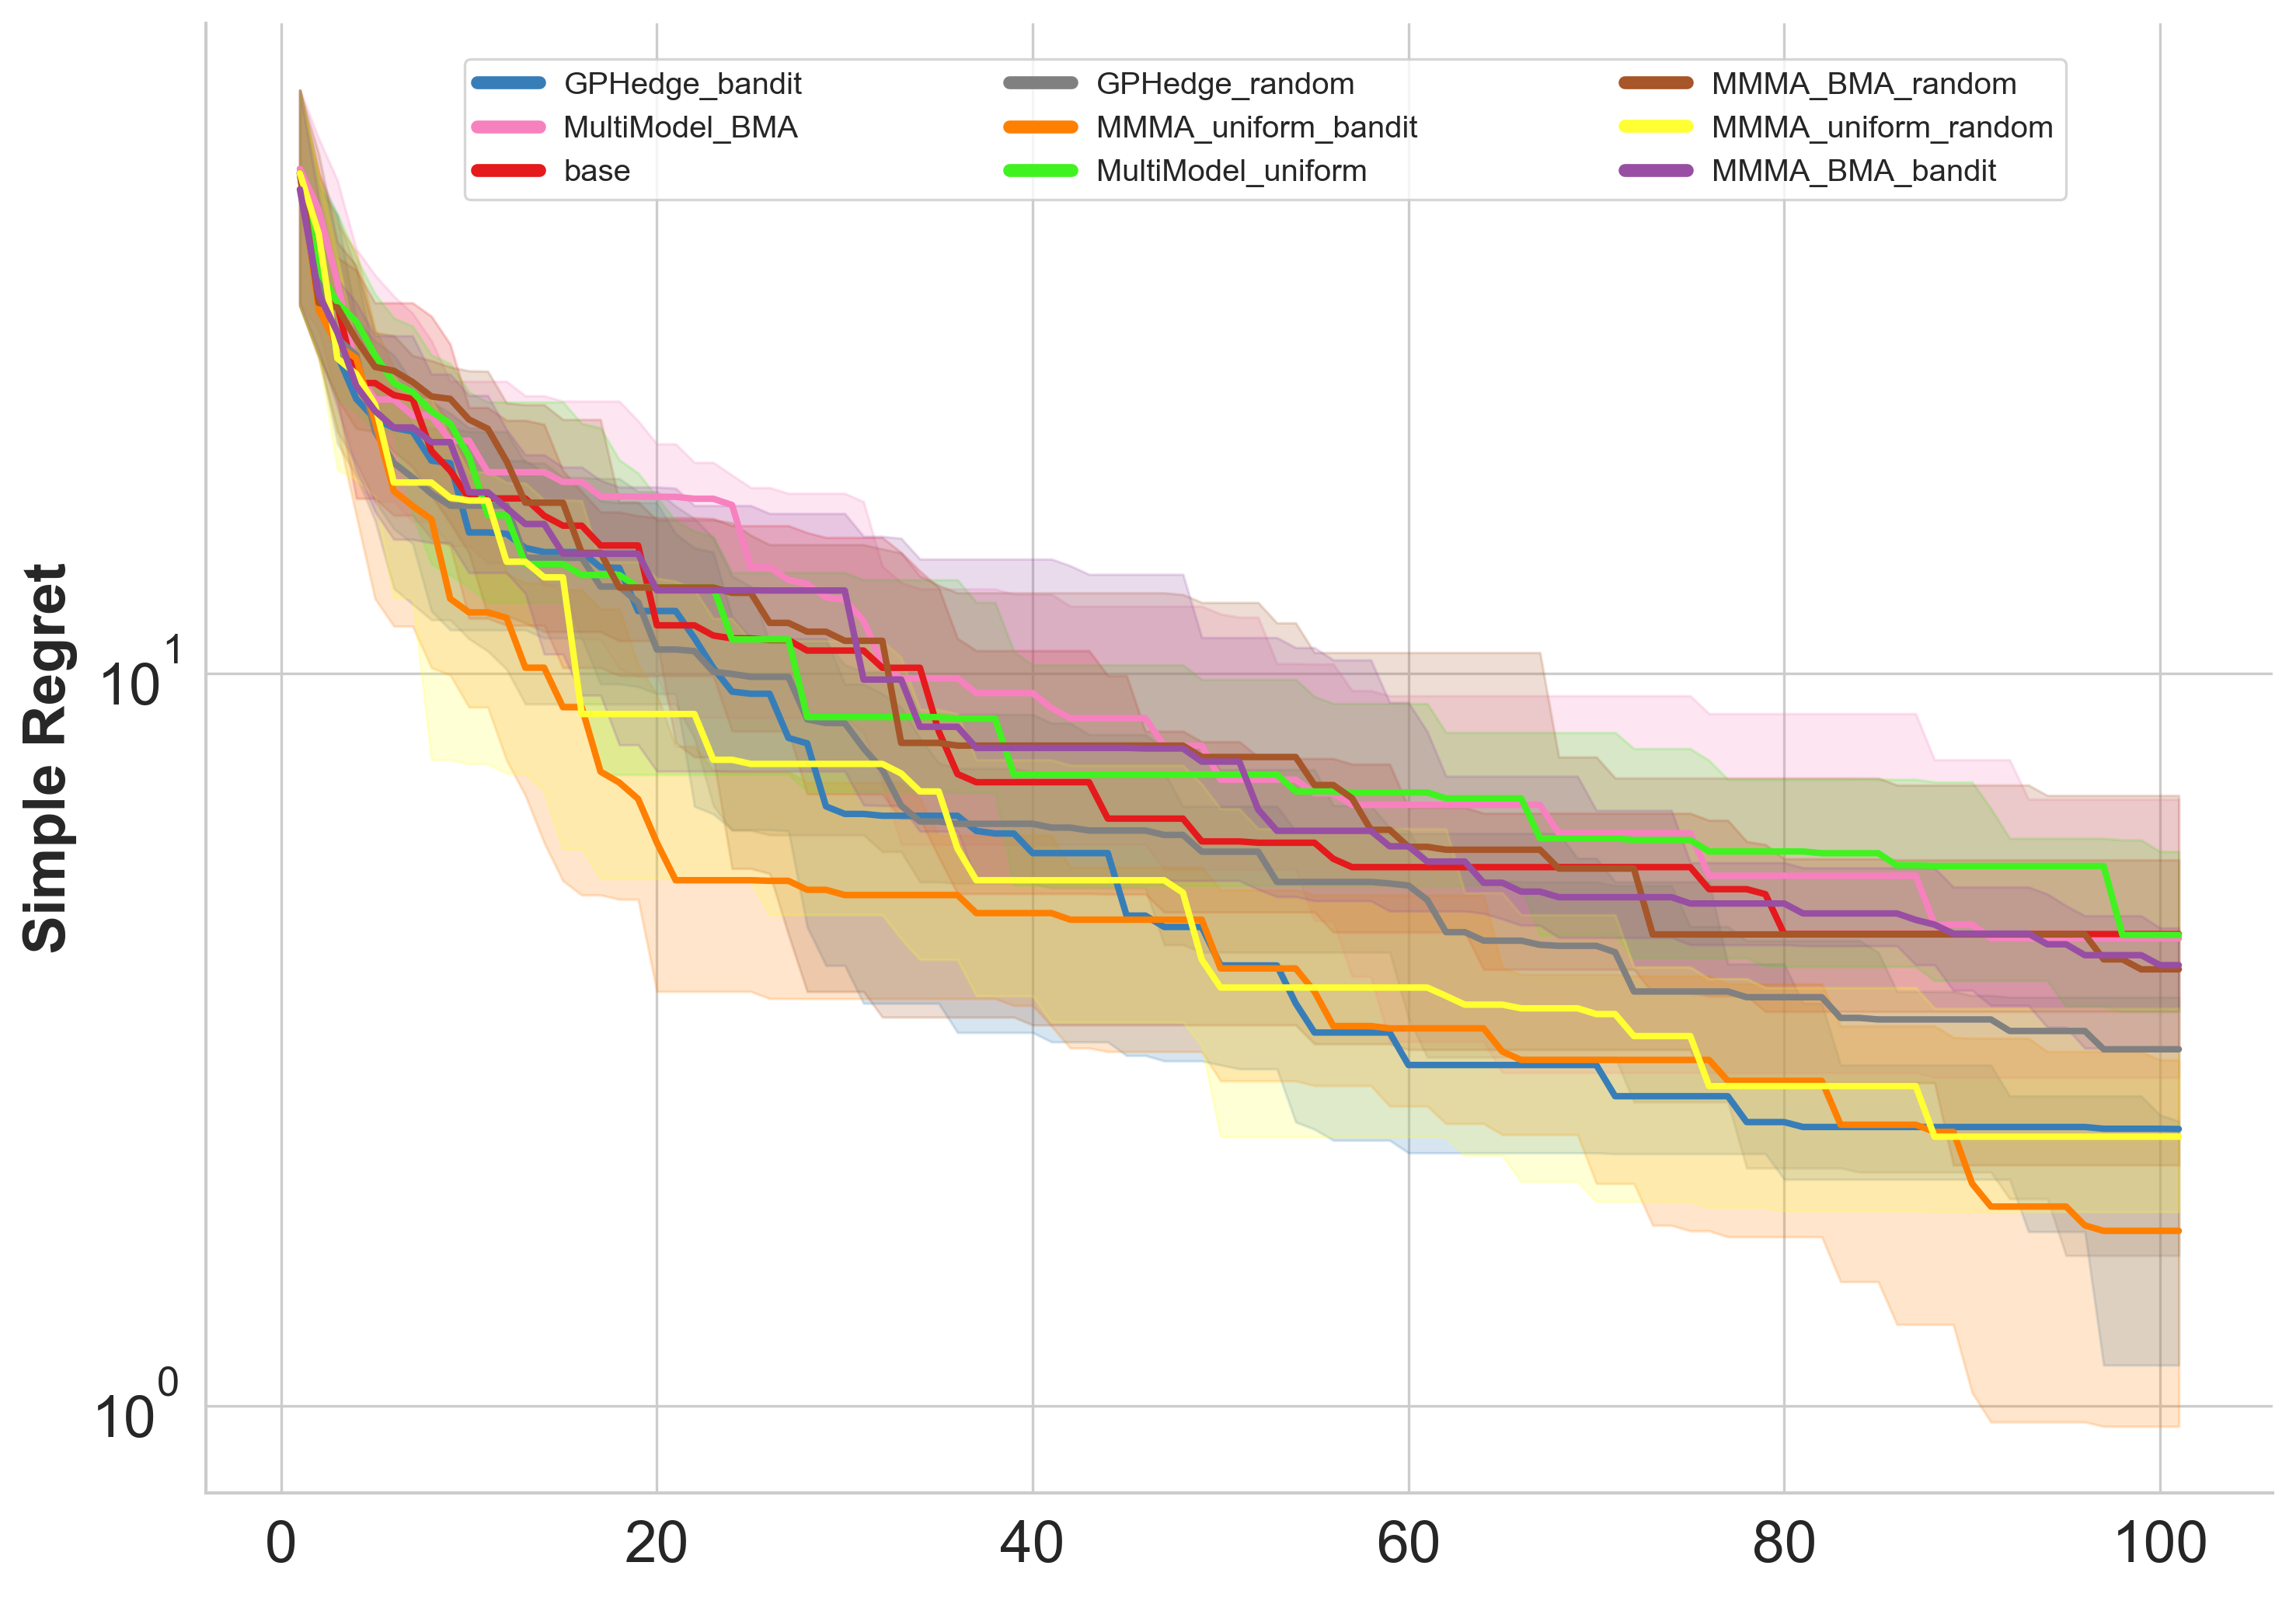 GPHedge_bandit
MultiModel_BMA
base
GPHedge_random
MMMA_uniform_bandit
MultiModel_uniform
MMMA_BMA_random
MMMA_uniform_random
MMMA_BMA_bandit
Simple Regret
10^1
10^0
0 20 40 60 80 100